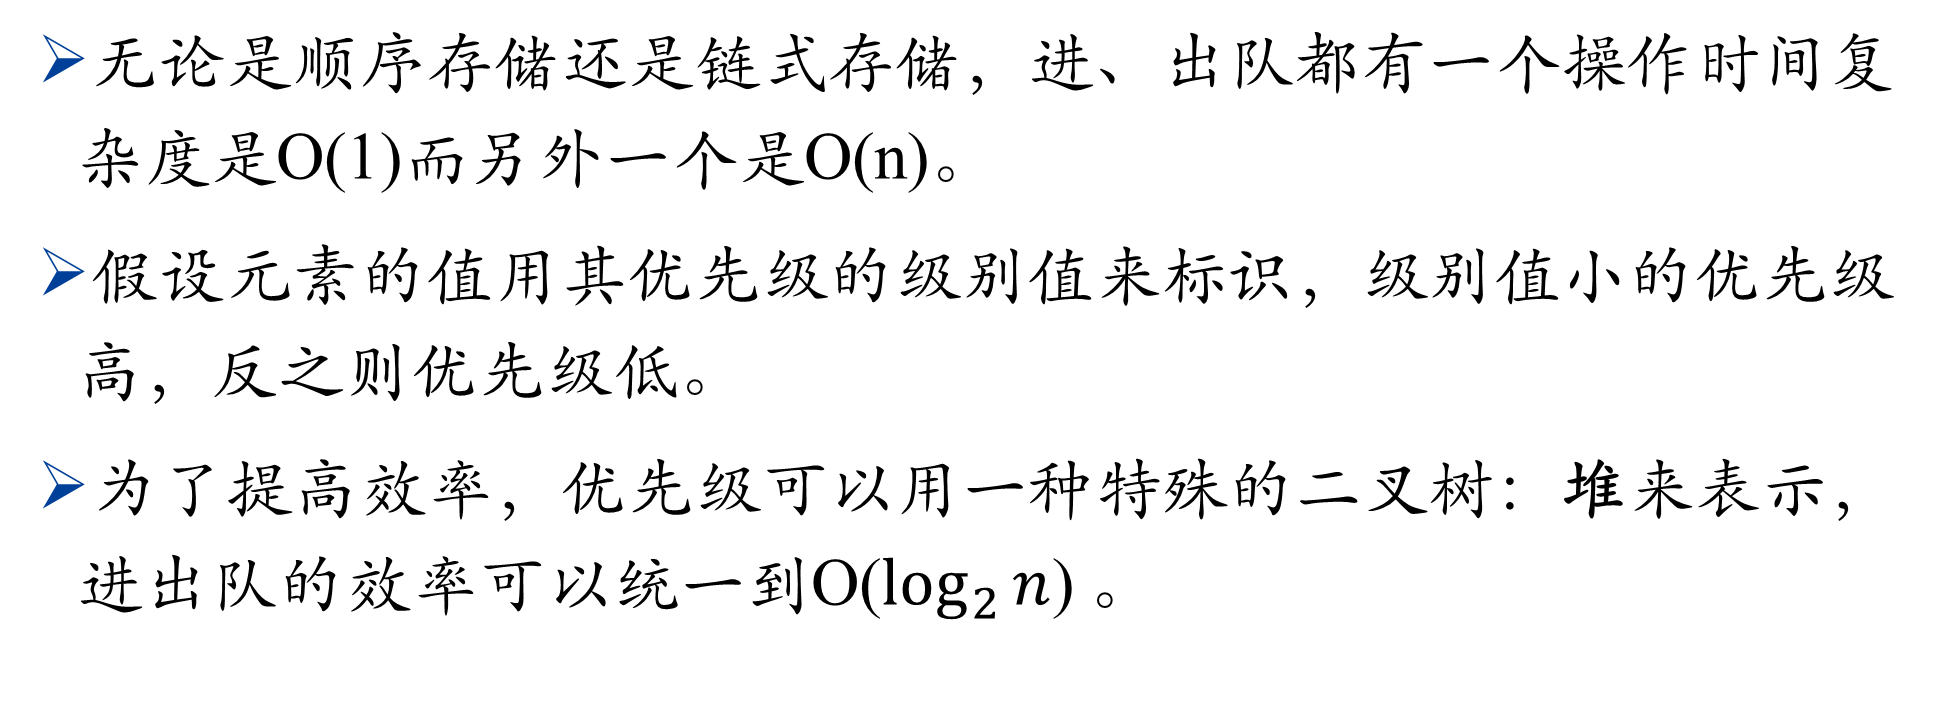 ➢无论是顺序存储还是链式存储，进、出队都有一个操作时间复
杂度是O(1)而另外一个是O(n)。
➢假设元素的值用其优先级的级别值来标识，级别值小的优先级
高，反之则优先级低。
➢为了提高效率，优先级可以用一种特殊的二叉树：堆来表示，
进出队的效率可以统一到O(log₂ n) 。